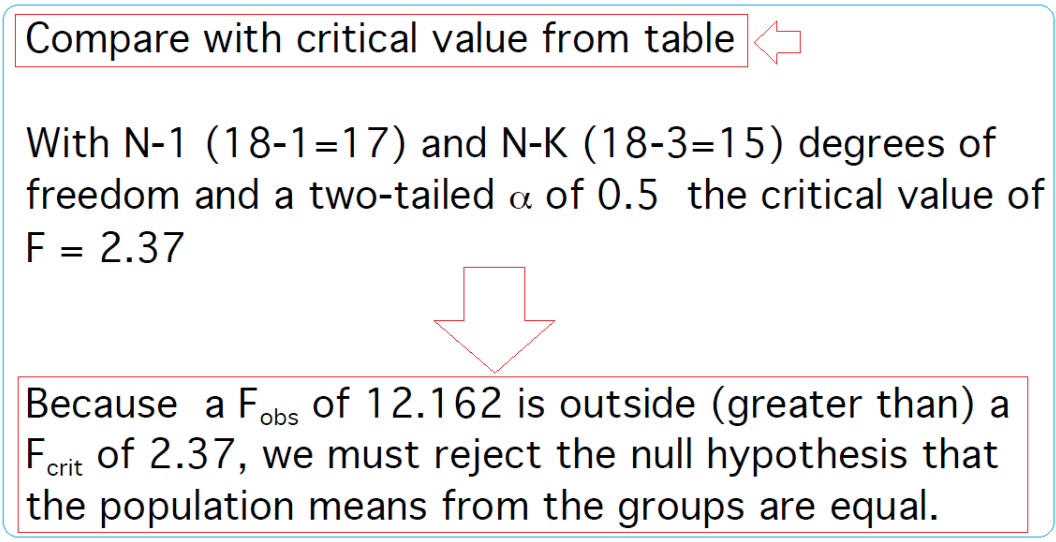 Compare with critical value from table
With N-1 (18-1=17) and N-K (18-3=15) degrees of
freedom and a two-tailed α of 0.5  the critical value of
F = 2.37
Because  a Fobs of 12.162 is outside (greater than) a
Fcrit of 2.37, we must reject the null hypothesis that
the population means from the groups are equal.